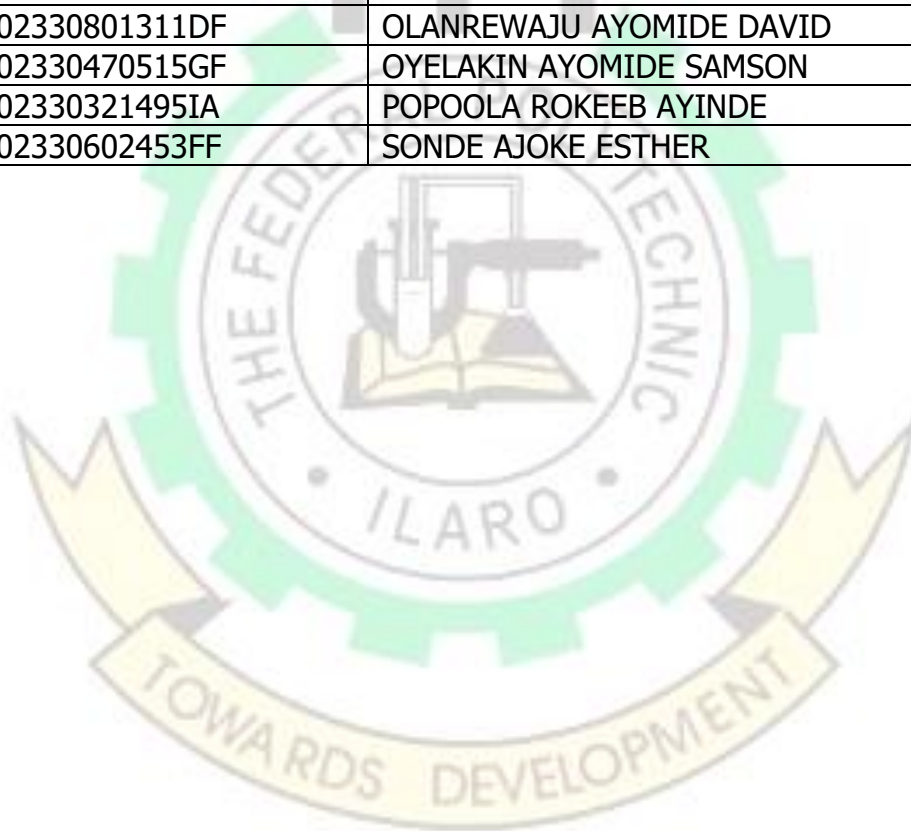 02330801311DF OLANREWAJU AYOMIDE DAVID
02330470515GF OYELAKIN AYOMIDE SAMSON
02330321495IA POPOOLA ROKEEB AYINDE
02330602453FF SONDE AJOKE ESTHER
THE FEDERAL POLYTECHNIC
ILARO
TOWARDS DEVELOPMENT